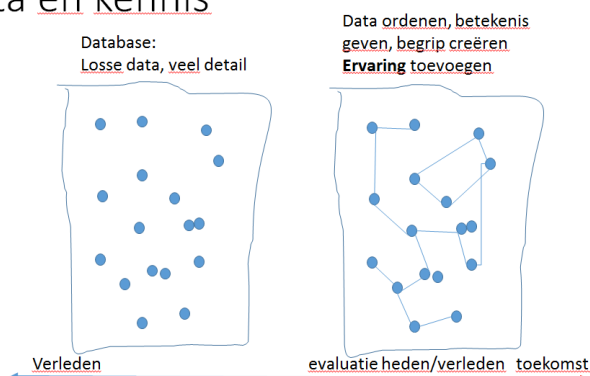 ta en kennis
Database:
Losse data, veel detail
Data ordenen, betekenis
geven, begrip creëren
Ervaring toevoegen
Verleden
evaluatie heden/verleden toekomst